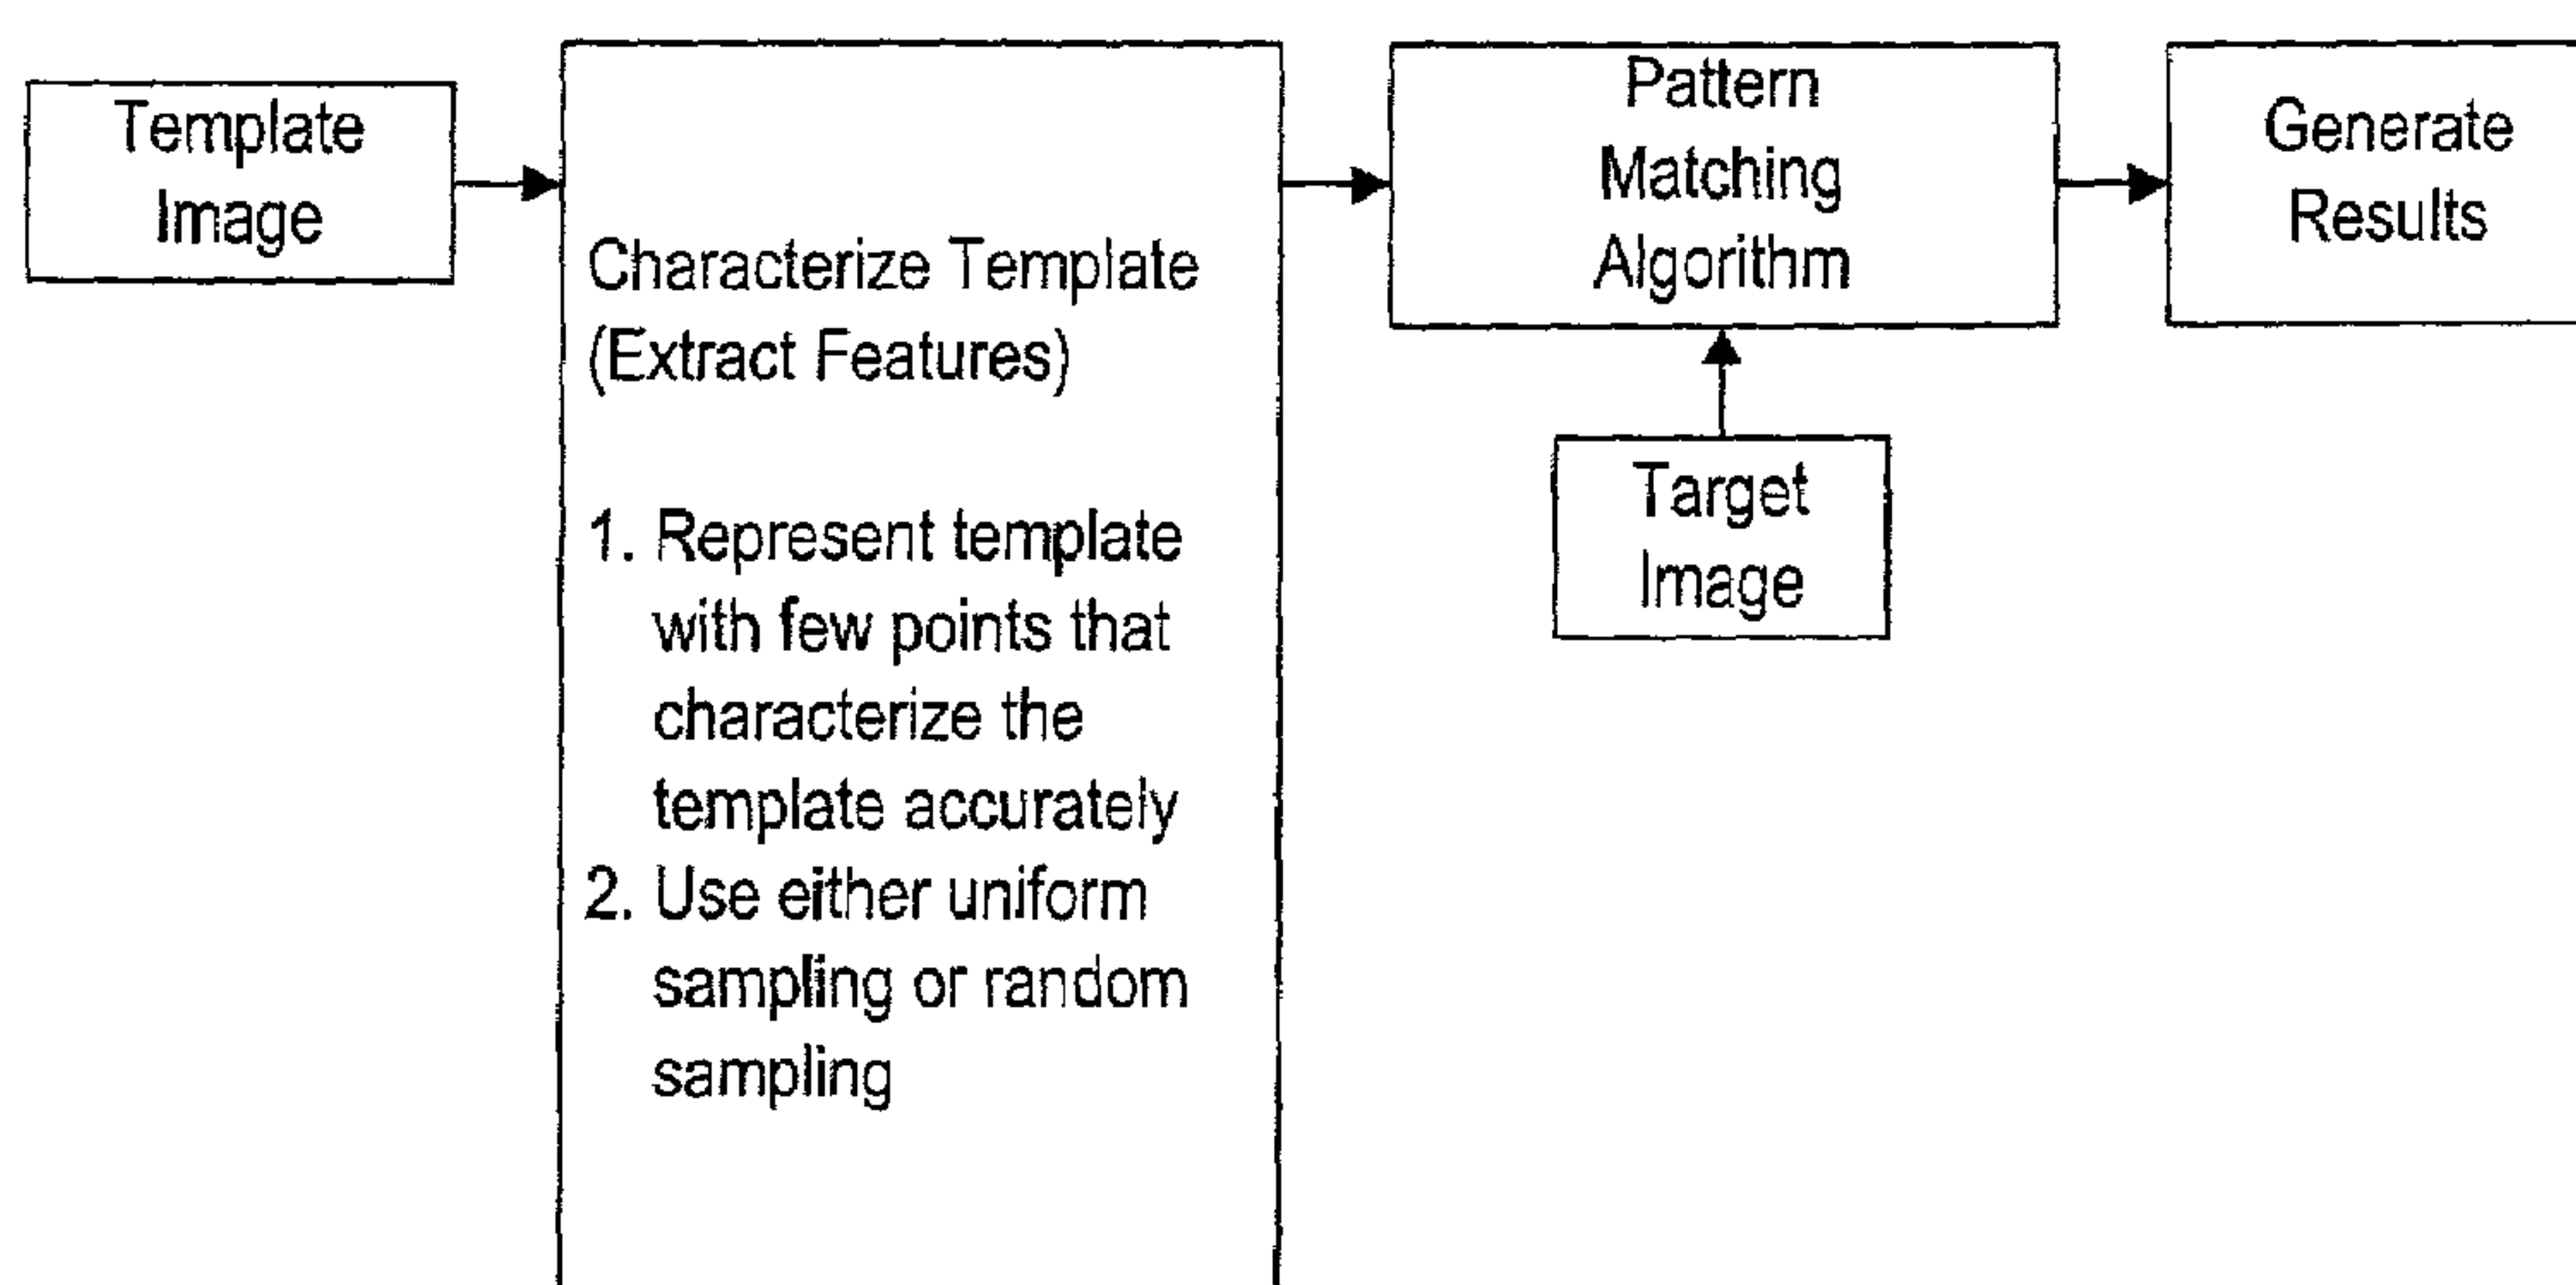 Template
Image
Characterize Template
(Extract Features)
1. Represent template
with few points that
characterize the
template accurately
2. Use either uniform
sampling or random
sampling
Pattern
Matching
Algorithm
Target
Image
Generate
Results